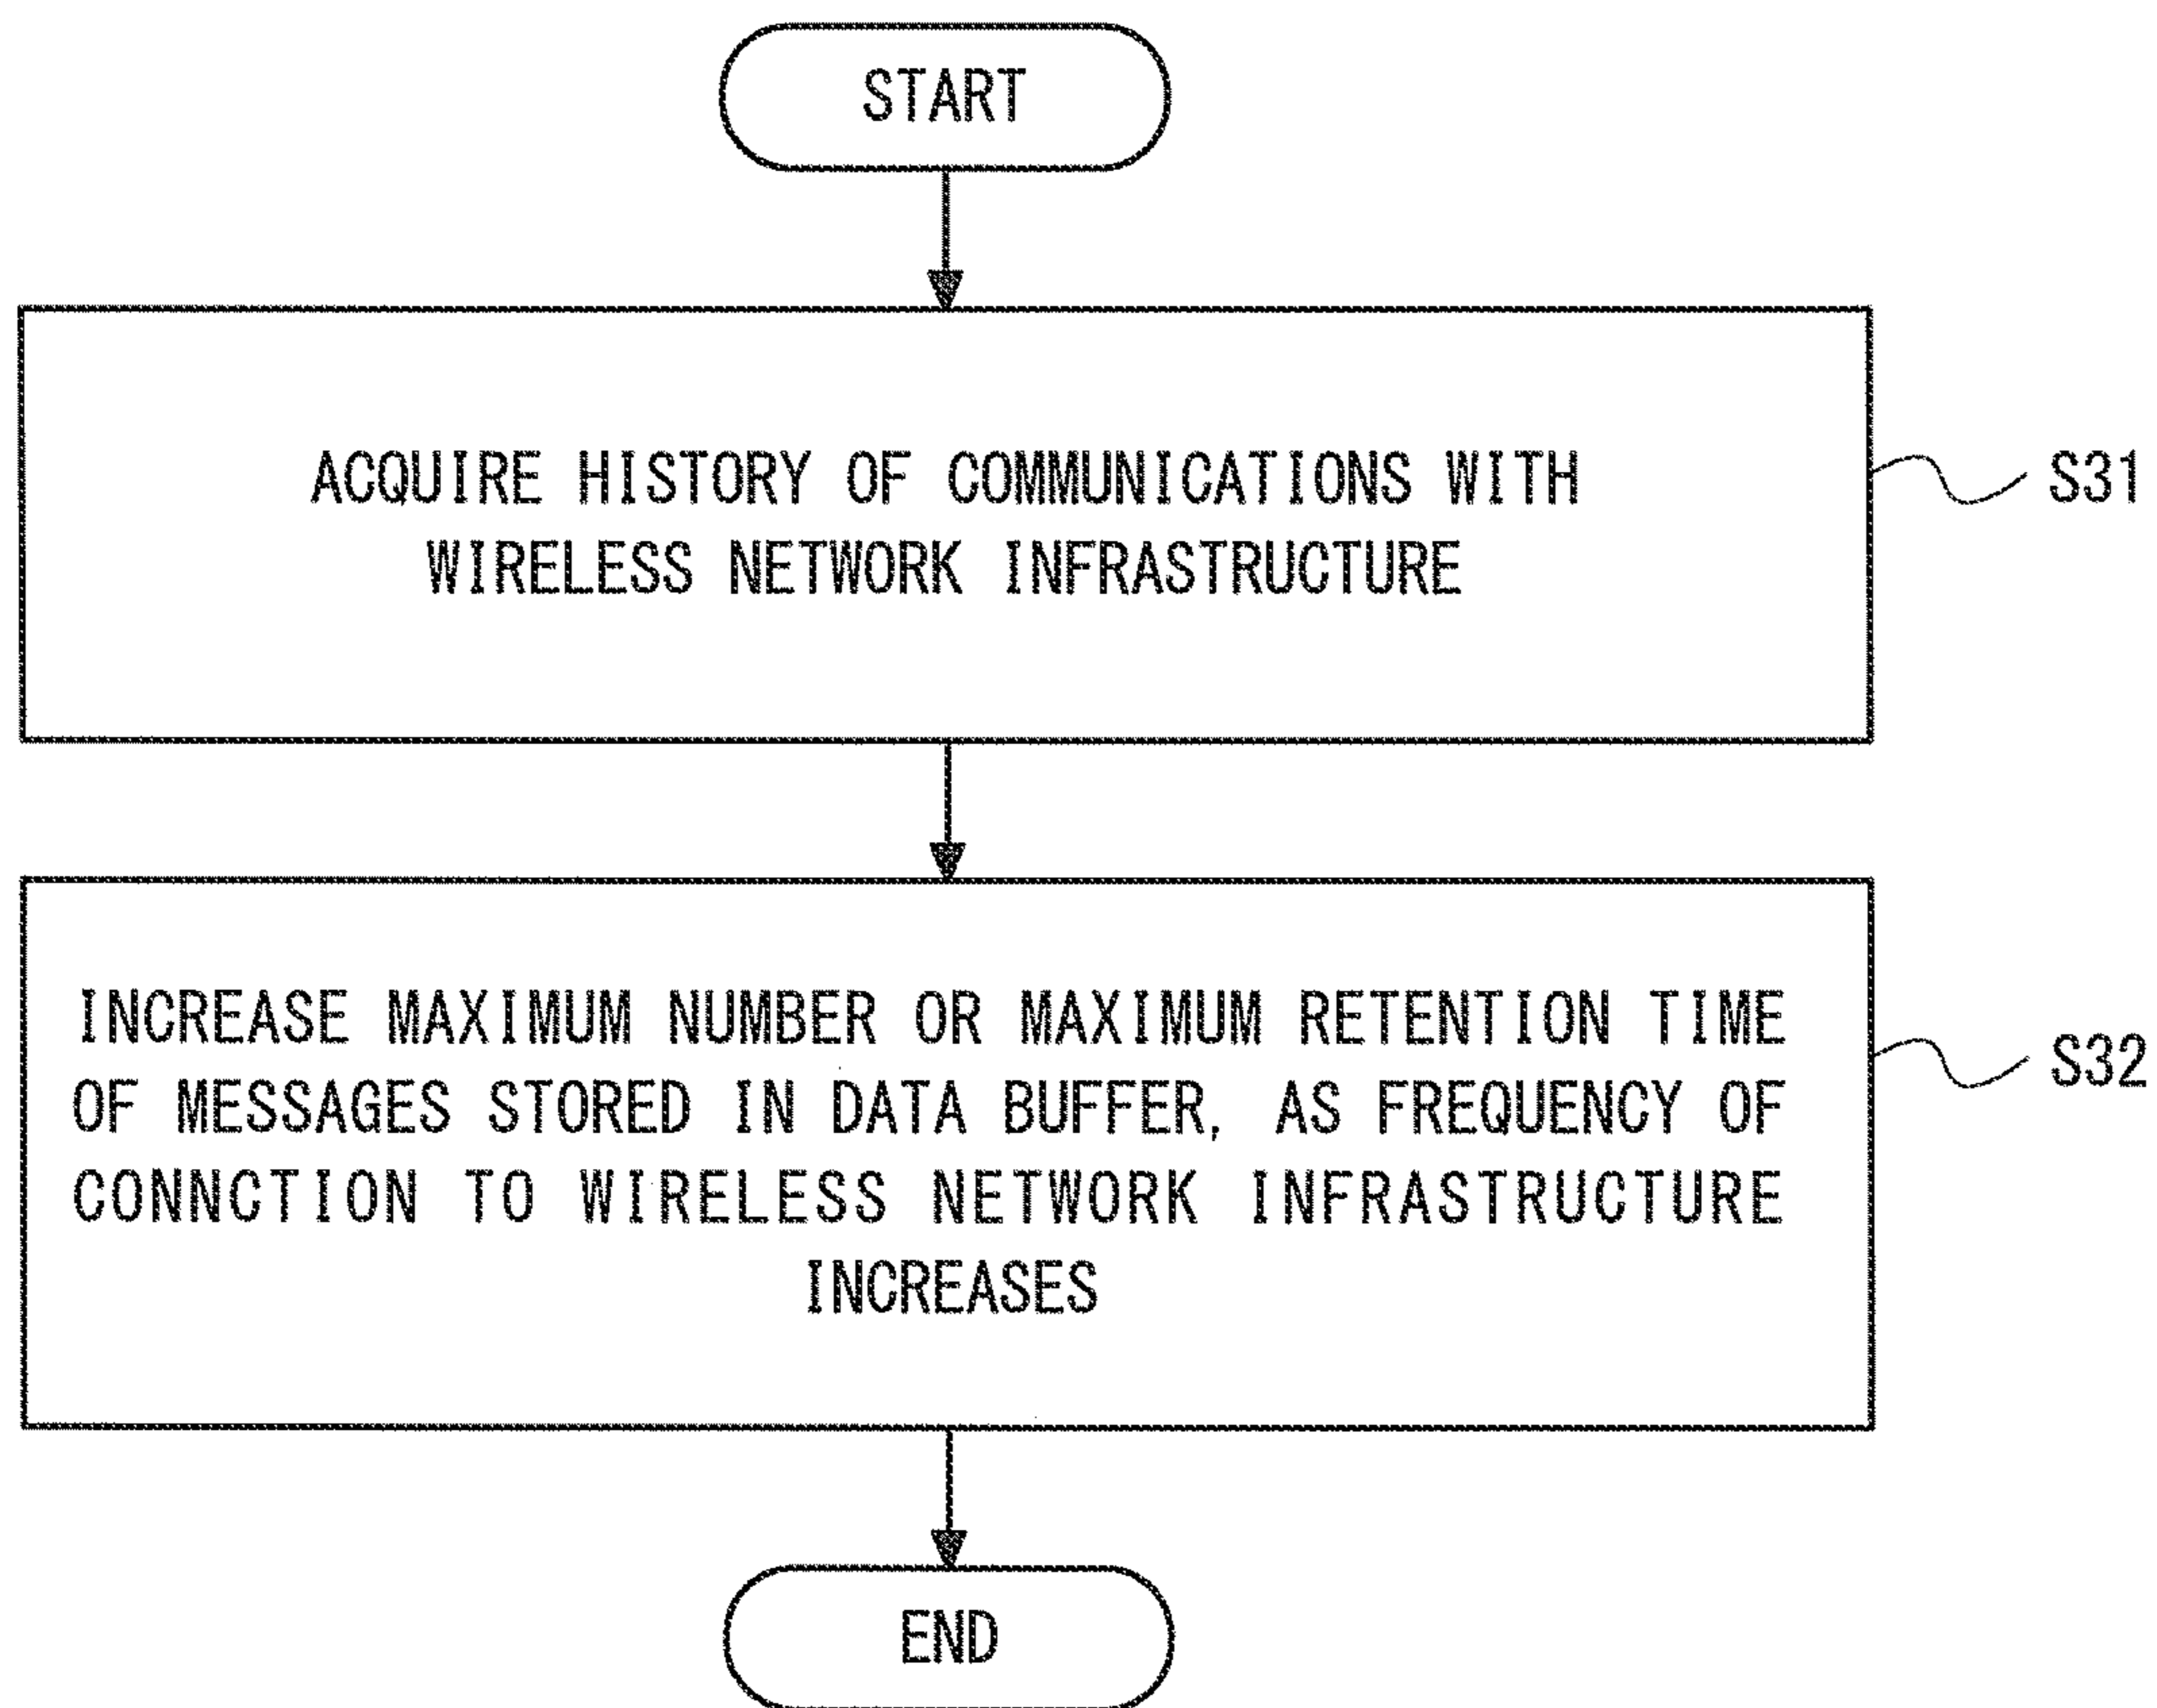 START
ACQUIRE HISTORY OF COMMUNICATIONS WITH
WIRELESS NETWORK INFRASTRUCTURE
S31
INCREASE MAXIMUM NUMBER OR MAXIMUM RETENTION TIME
OF MESSAGES STORED IN DATA BUFFER, AS FREQUENCY OF
CONNCTION TO WIRELESS NETWORK INFRASTRUCTURE
INCREASES
S32
END